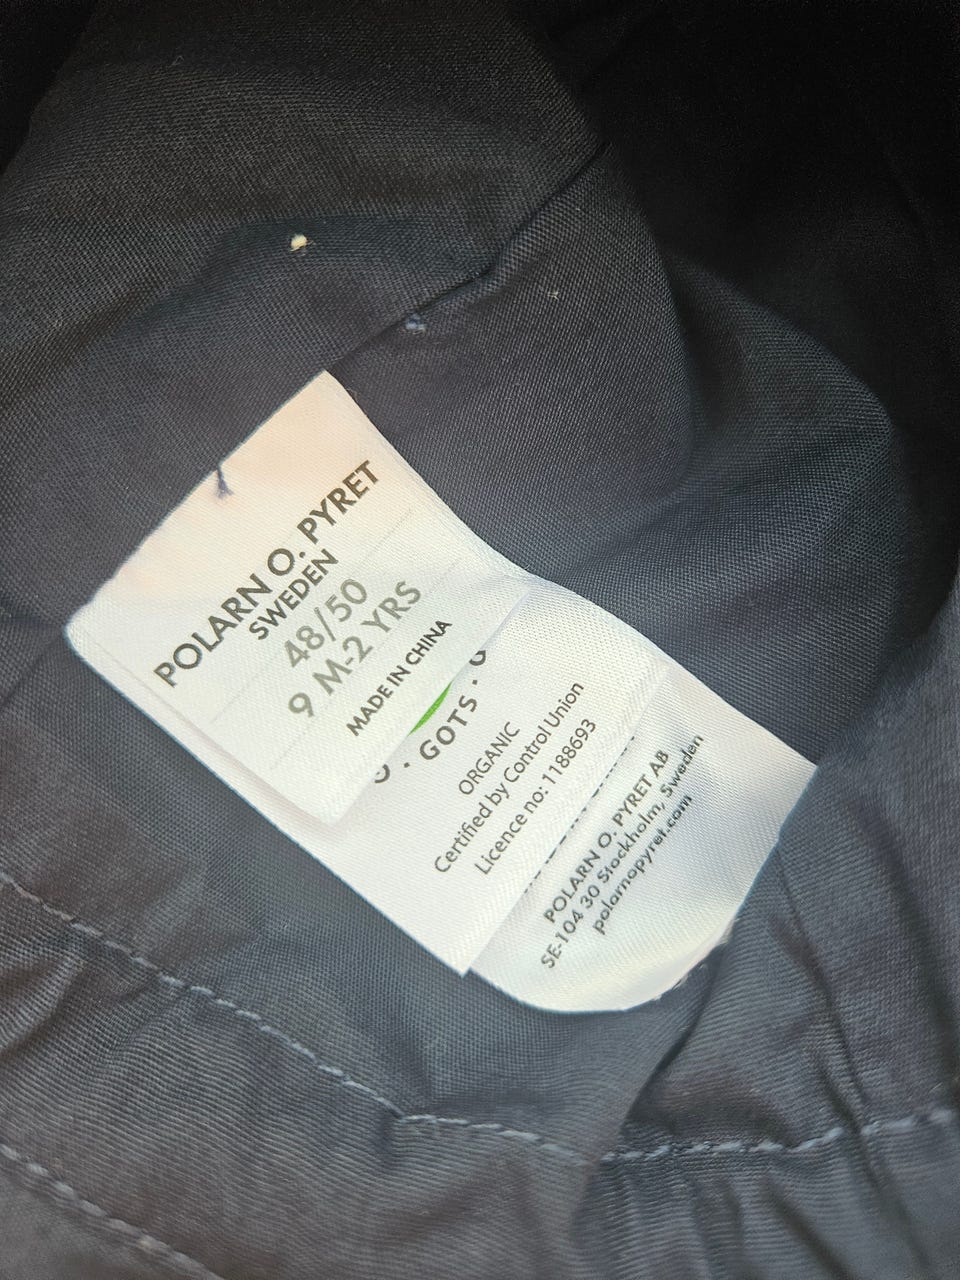 POLARN O. PYRET
SWEDEN
48/50
9 M-2 YRS
MADE IN CHINA
. GOTS .
ORGANIC
Certified by Control Union
Licence no: 1188693
POLARN O. PYRET AB
SE-104 30 Stockholm, Sweden
polarnopyret.com